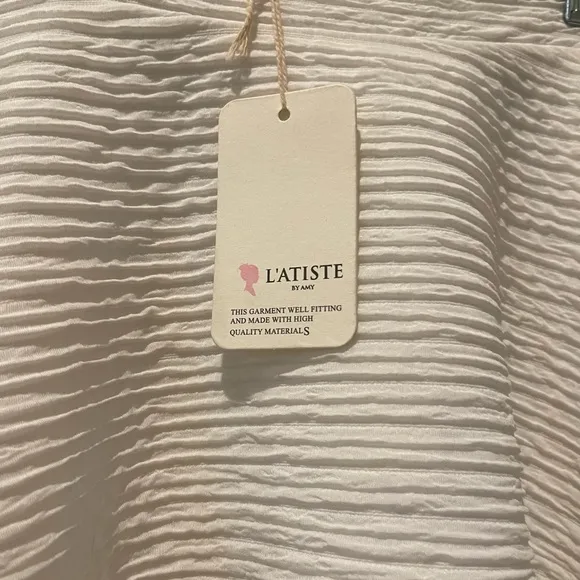 L'ATISTE
BY AMY
THIS GARMENT WELL FITTING
AND MADE WITH HIGH
QUALITY MATERIALS